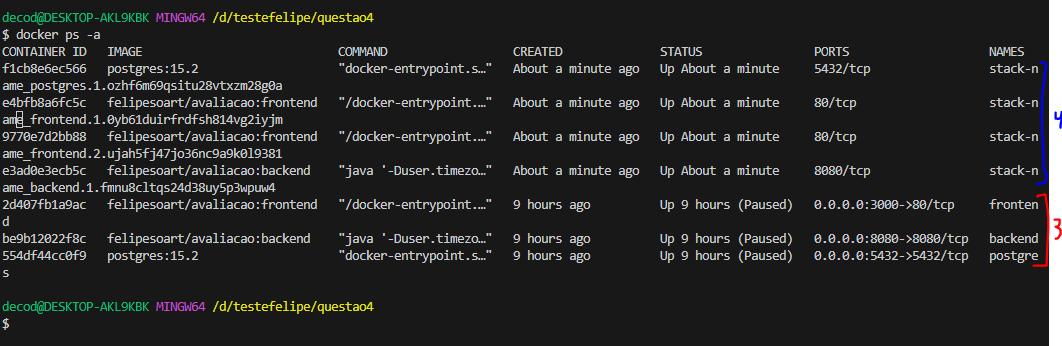 decod@DESKTOP-AKL9KBK MINGW64 /d/testefelipe/questao4
$ docker ps -a
CONTAINER ID   IMAGE                          COMMAND                  CREATED              STATUS                  PORTS                    NAMES
f1cb8e6ec566   postgres:15.2                  "docker-entrypoint.s…"   About a minute ago   Up About a minute       5432/tcp                 stack-n
ame_postgres.1.ozhf6m69qsitu28vtxzm28g0a
e4bfb8a6fc5c   felipesoart/avaliacao:frontend   "/docker-entrypoint.…"   About a minute ago   Up About a minute       80/tcp                   stack-n
ame_frontend.1.0yb61duirfrdfsh814vg2iyjm
9770e7d2bb88   felipesoart/avaliacao:frontend   "/docker-entrypoint.…"   About a minute ago   Up About a minute       80/tcp                   stack-n
ame_frontend.2.ujah5fj47jo36nc9a9k0l9381
e3ad0e3ecb5c   felipesoart/avaliacao:backend    "java '-Duser.timezo…"   About a minute ago   Up About a minute       8080/tcp                 stack-n
ame_backend.1.fmnu8cltqs24d38uy5p3wpuw4
4
2d407fb1a9ac   felipesoart/avaliacao:frontend   "/docker-entrypoint.…"   9 hours ago          Up 9 hours (Paused)     0.0.0.0:3000->80/tcp     fronten
d
be9b12022f8c   felipesoart/avaliacao:backend    "java '-Duser.timezo…"   9 hours ago          Up 9 hours (Paused)     0.0.0.0:8080->8080/tcp   backend
554df44cc0f9   postgres:15.2                  "docker-entrypoint.s…"   9 hours ago          Up 9 hours (Paused)     0.0.0.0:5432->5432/tcp   postgre
s
3
decod@DESKTOP-AKL9KBK MINGW64 /d/testefelipe/questao4
$